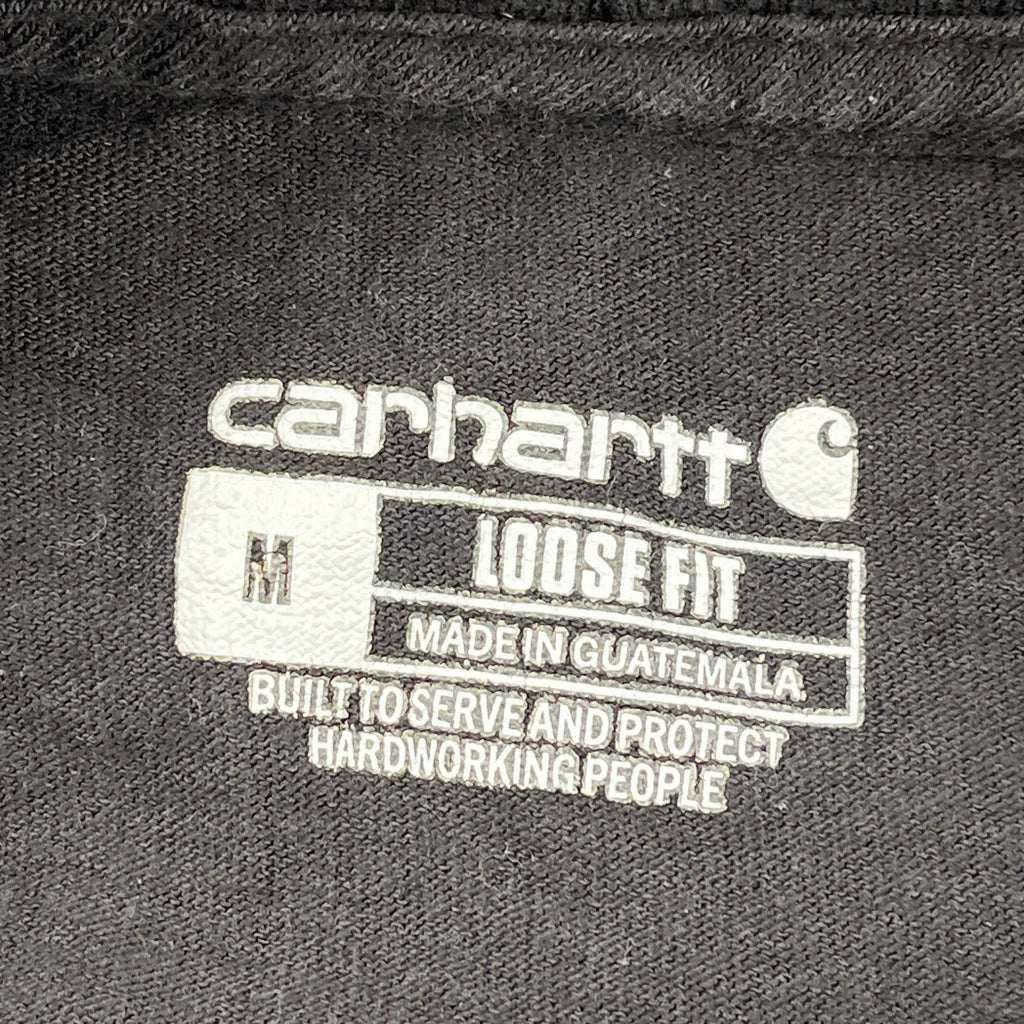 carhartt
M
LOOSE FIT
MADE IN GUATEMALA
BUILT TO SERVE AND PROTECT
HARDWORKING PEOPLE